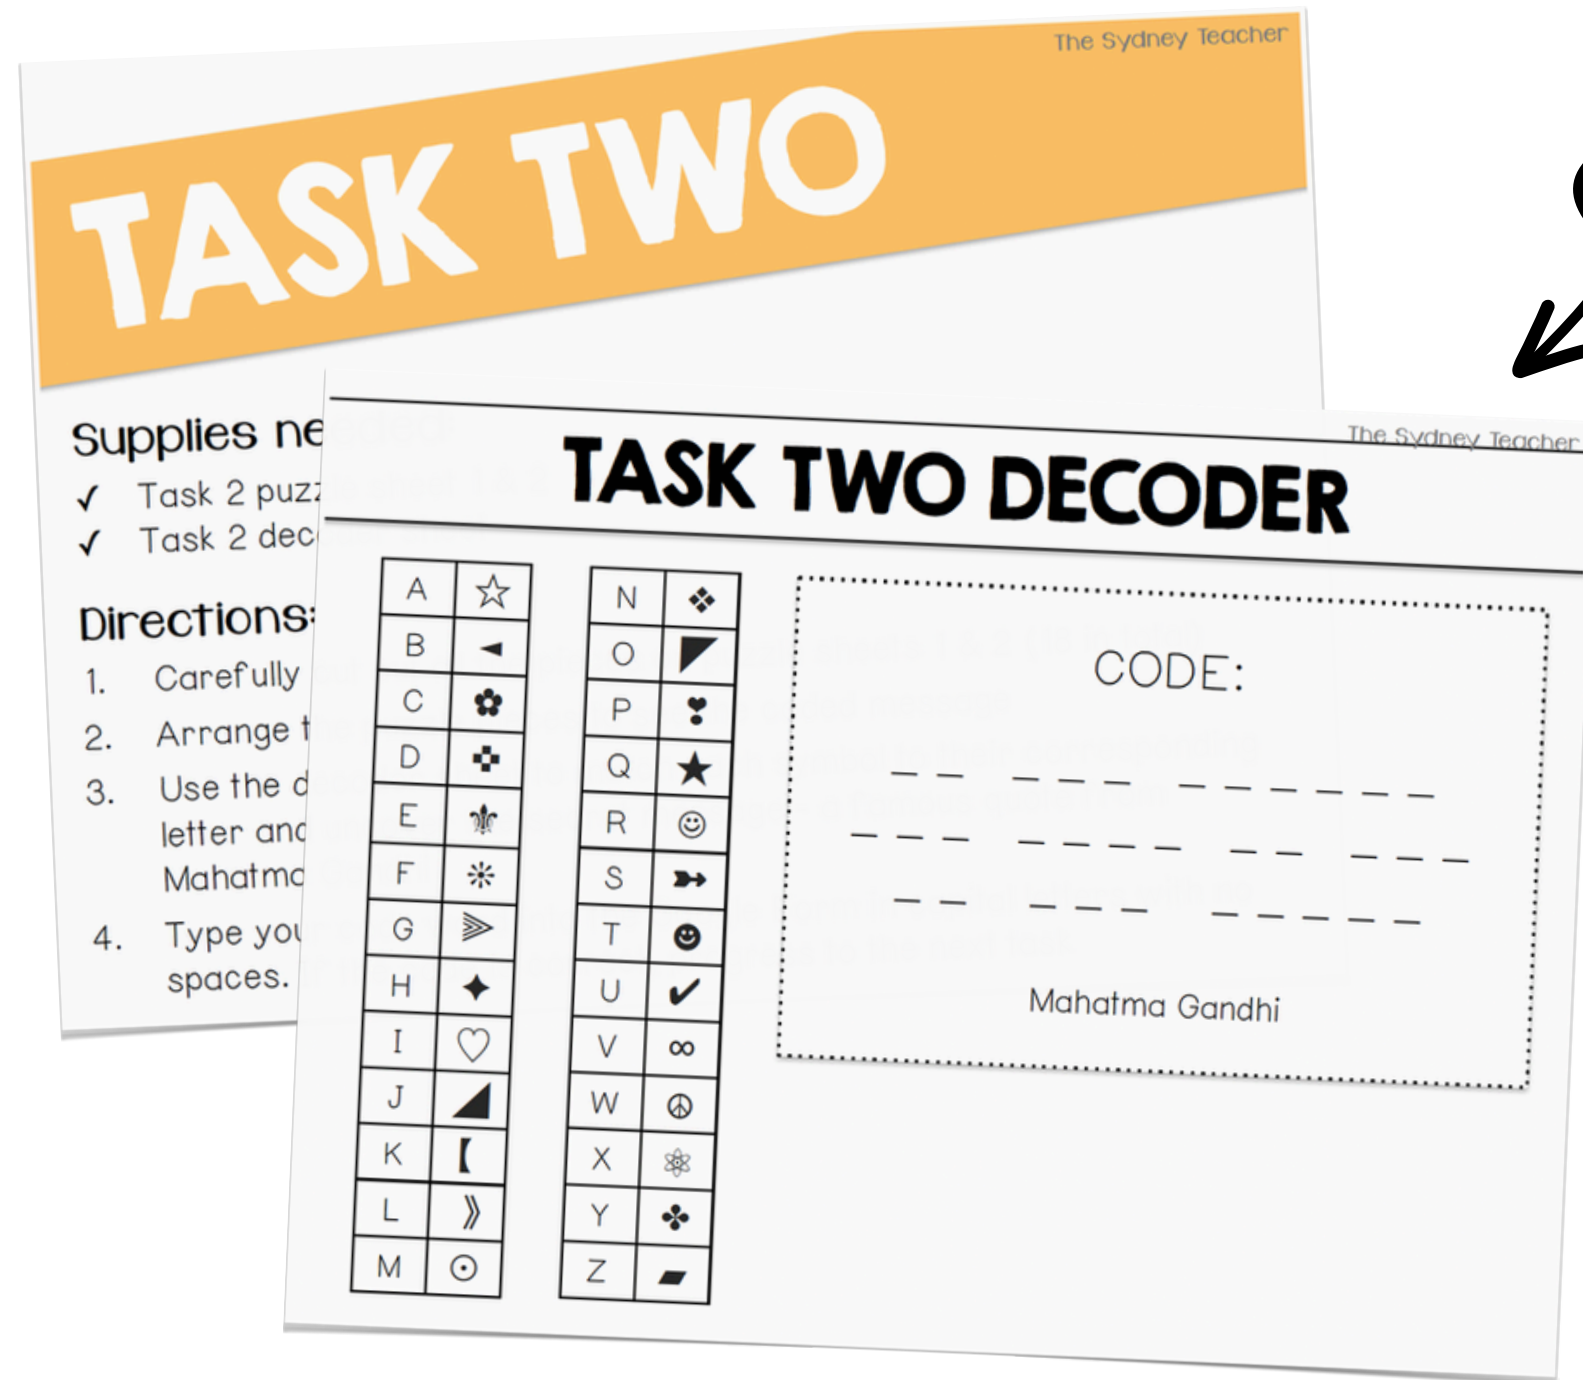 The Sydney Teacher
TASK TWO
Supplies ne
✓ Task 2 puzz
✓ Task 2 dec
Directions:
1. Carefully
2. Arrange t
3. Use the d
letter and
Mahatma
4. Type you
spaces.
The Sydney Teacher
TASK TWO DECODER
A ☆
B ◄
C ✿
D ✜
E ⚜
F ☼
G ⫸
H ✦
I ♡
J ◢
K 【
L 》
M ⊙
N ❖
O ◤
P ❣
Q ★
R ☺
S ➳
T ☻
U ✔
V ∞
W ☮
X ⚛
Y ✤
Z ▰
CODE:
_ _ _ _ _ _ _ _ _ _ _
_ _ _ _ _ _ _ _ _ _ _ _
_ _ _ _ _ _ _ _ _ _
Mahatma Gandhi